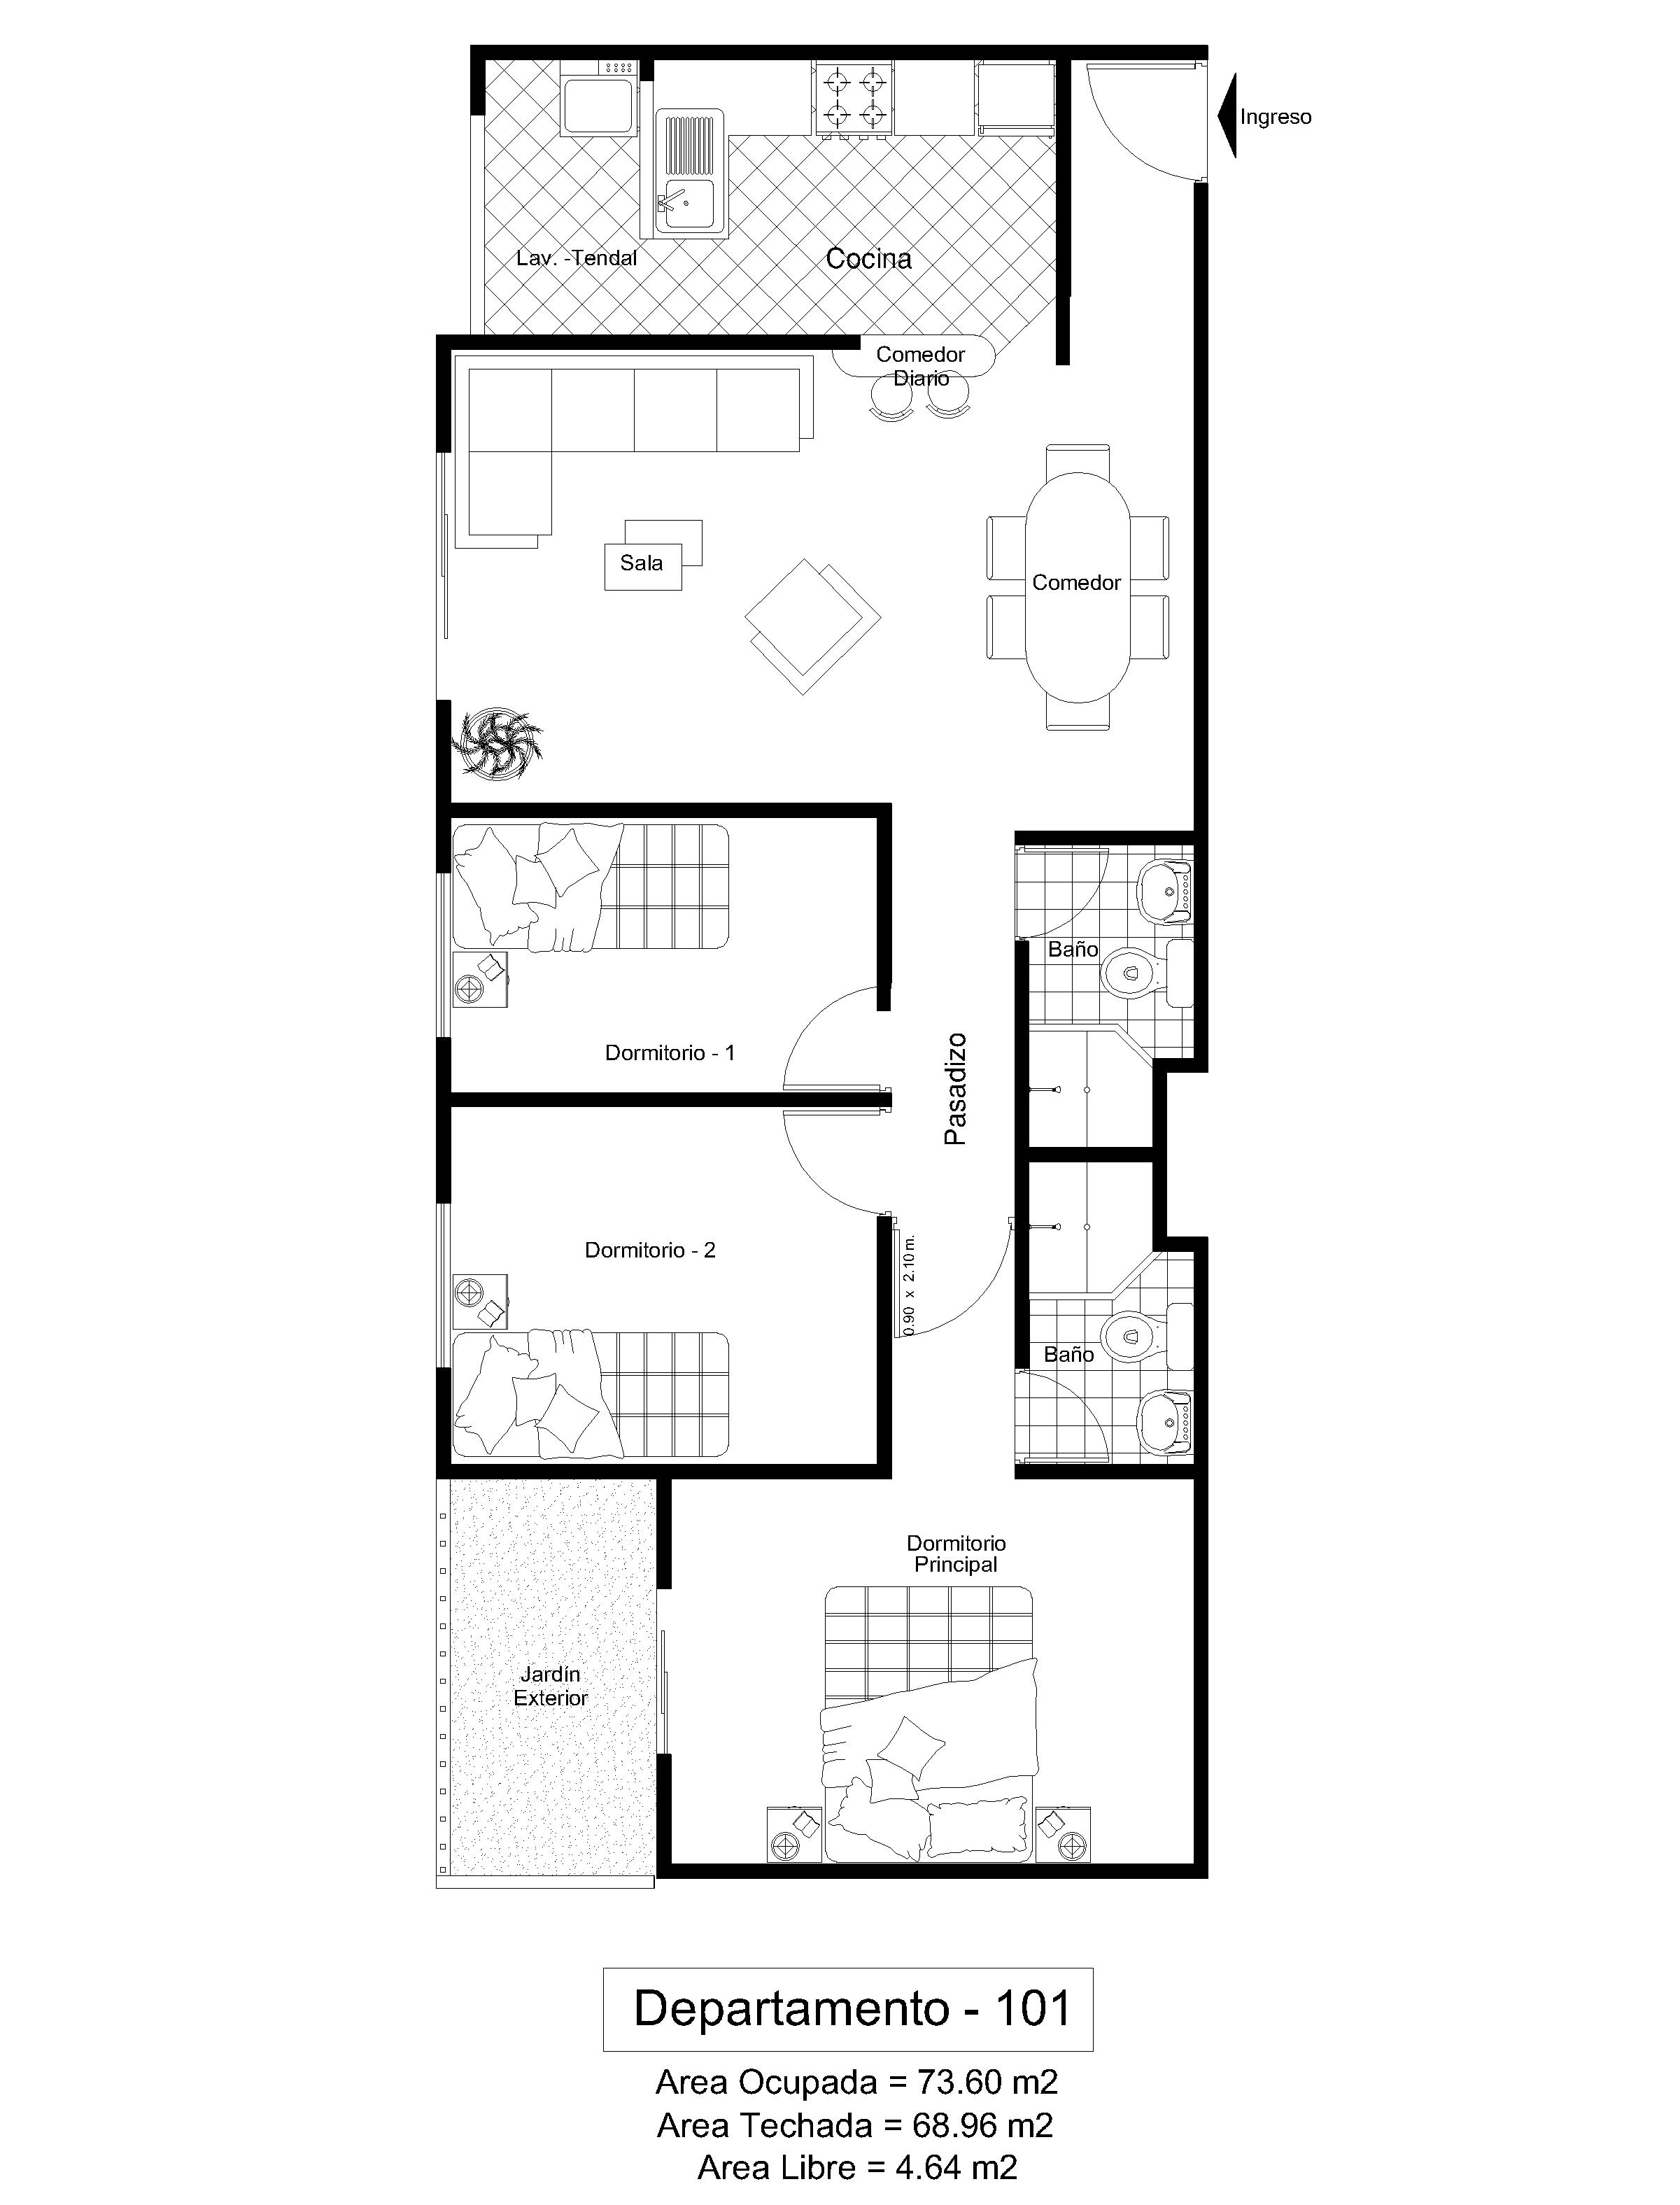 Ingreso
Lav. -Tendal
Cocina
Comedor
Diario
Sala
Comedor
Baño
Dormitorio - 1
Pasadizo
Dormitorio - 2
0.90 x 2.10 m.
Baño
Dormitorio
Principal
Jardín
Exterior
Departamento - 101
Area Ocupada = 73.60 m2
Area Techada = 68.96 m2
Area Libre = 4.64 m2